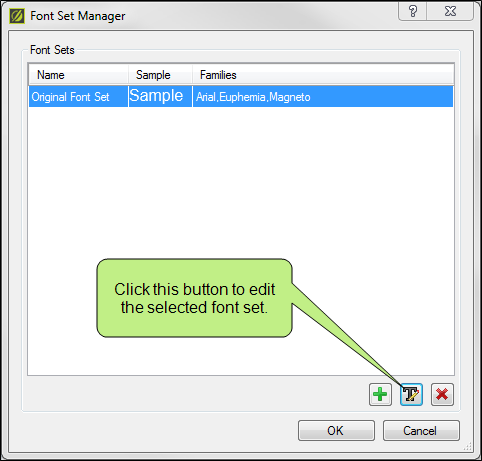 Font Set Manager
Font Sets
Name Sample Families
Original Font Set Sample Arial,Euphemia,Magneto
Click this button to edit
the selected font set.
OK Cancel